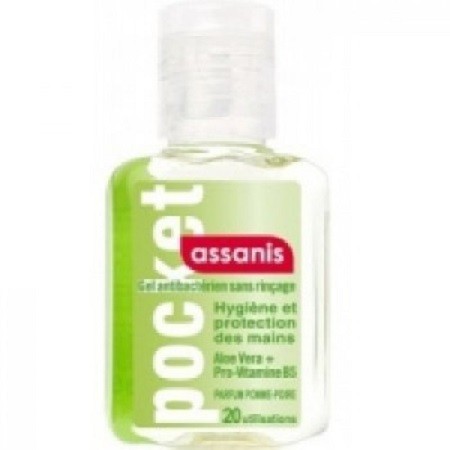 pocket
assanis
Gel antibactérien sans rinçage
Hygiène et
protection
des mains
Aloe Vera +
Pro-Vitamine B5
PARFUM POMME-POIRE
20 utilisations